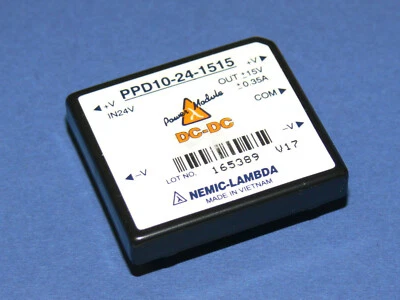 PPD10-24-1515
+V
IN24V
+V
OUT ±15V
±0.35A
COM
Power Module
DC-DC
-V
-V
LOT NO. 165389 V17
NEMIC-LAMBDA
MADE IN VIETNAM